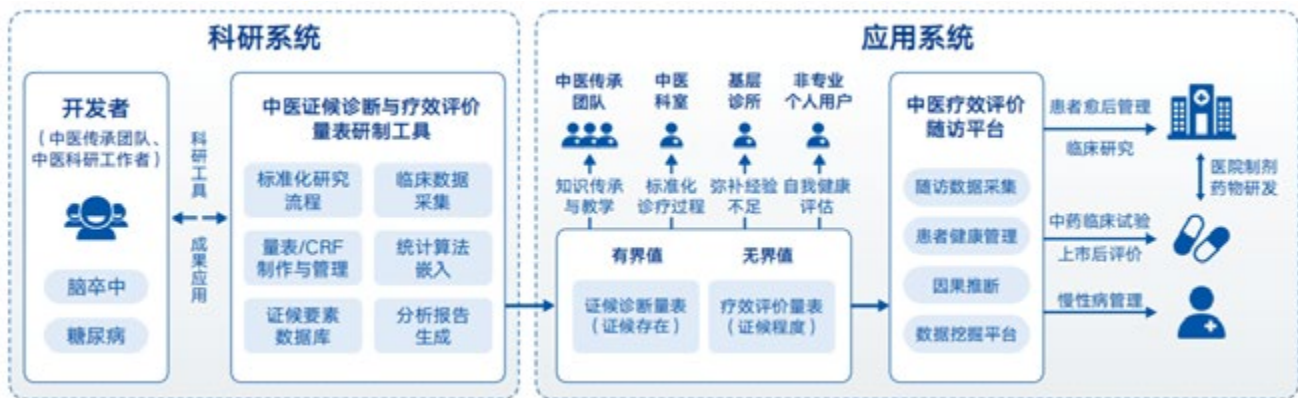 科研系统
开发者
（中医传承团队、
中医科研工作者）
脑卒中
糖尿病
科研工具
成果应用
中医证候诊断与疗效评价
量表研制工具
标准化研究
流程
临床数据
采集
量表/CRF
制作与管理
统计算法
嵌入
证候要素
数据库
分析报告
生成
应用系统
中医传承
团队
中医
科室
基层
诊所
非专业
个人用户
知识传承
与教学
标准化
诊疗过程
弥补经验
不足
自我健康
评估
有界值
无界值
证候诊断量表
（证候存在）
疗效评价量表
（证候程度）
中医疗效评价
随访平台
随访数据采集
患者健康管理
因果推断
数据挖掘平台
患者愈后管理
临床研究
医院制剂
药物研发
中药临床试验
上市后评价
慢性病管理